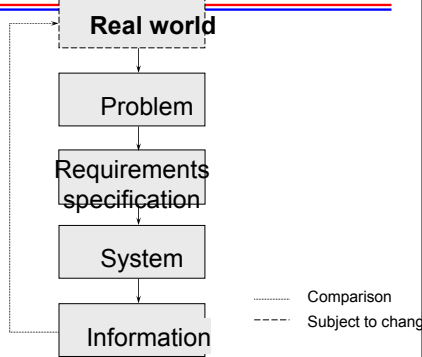 Real world
Problem
Requirements
specification
System
Information
Comparison
Subject to chang